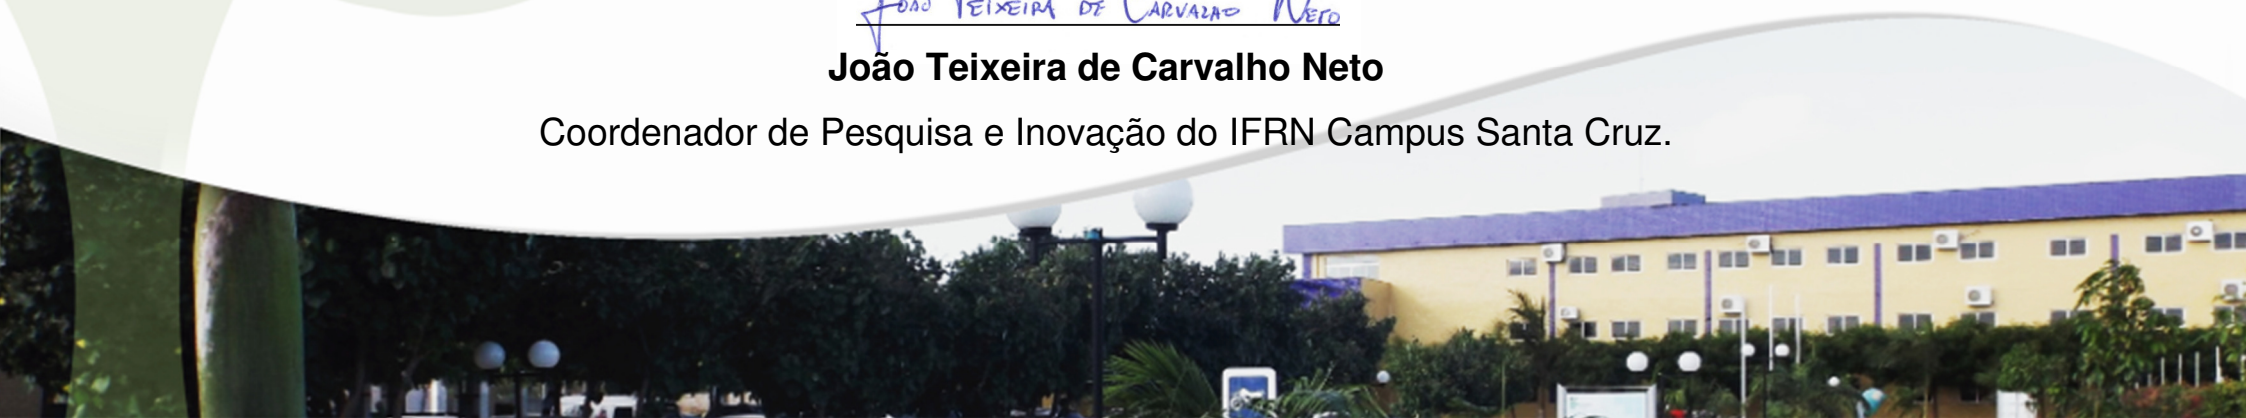 João Teixeira de Carvalho Neto
João Teixeira de Carvalho Neto
Coordenador de Pesquisa e Inovação do IFRN Campus Santa Cruz.